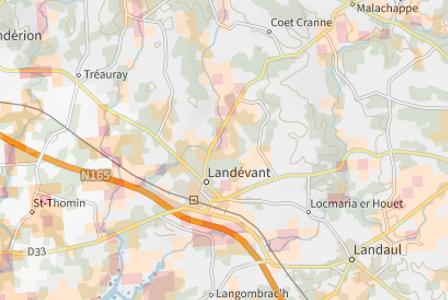 Malachappe
Coet Cranne
ndérion
Tréauray
N165
Landévant
St-Thomin
Locmaria er Houet
D33
Landaul
Langombrac'h